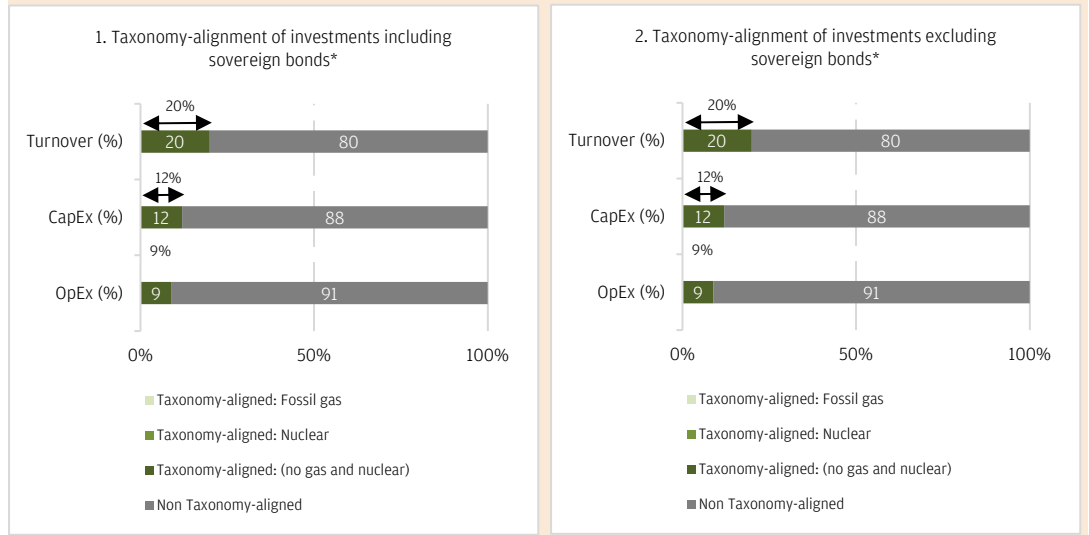 1. Taxonomy-alignment of investments including
sovereign bonds*
20%
Turnover (%)
20
80
12%
CapEx (%)
12
88
9%
OpEx (%)
9
91
0%
50%
100%
Taxonomy-aligned: Fossil gas
Taxonomy-aligned: Nuclear
Taxonomy-aligned: (no gas and nuclear)
Non Taxonomy-aligned
2. Taxonomy-alignment of investments excluding
sovereign bonds*
20%
Turnover (%)
20
80
12%
CapEx (%)
12
88
9%
OpEx (%)
9
91
0%
50%
100%
Taxonomy-aligned: Fossil gas
Taxonomy-aligned: Nuclear
Taxonomy-aligned: (no gas and nuclear)
Non Taxonomy-aligned